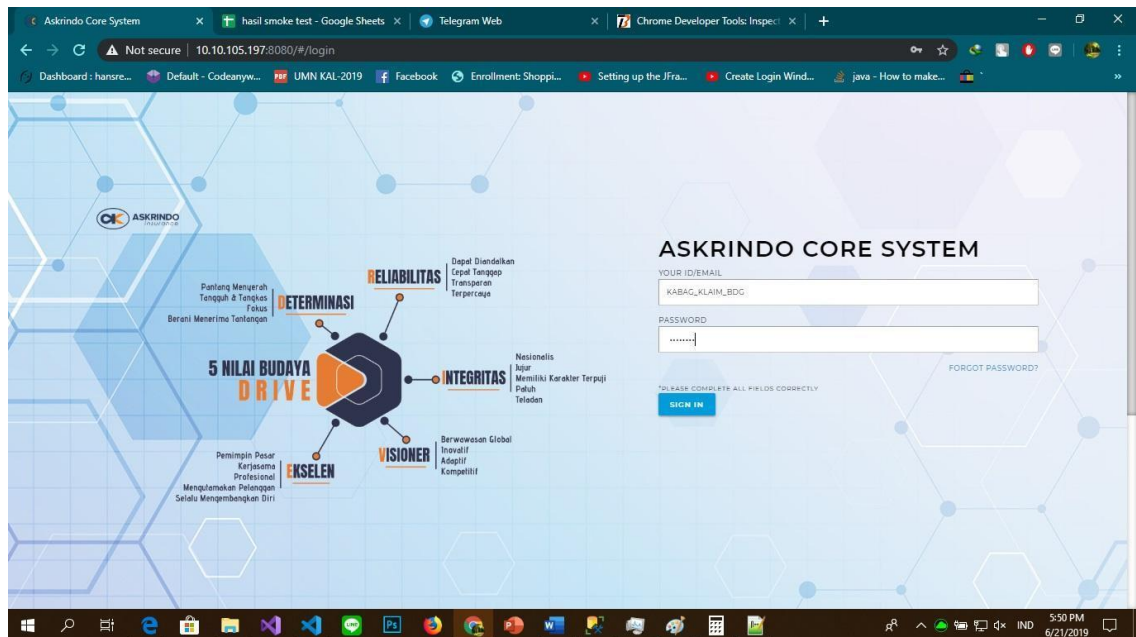 Askrindo Core System
hasil smoke test - Google Sheets
Telegram Web
Chrome Developer Tools: Inspect
Not secure | 10.10.105.197:8080/#/login
Dashboard : hansre...
Default - Codeanyw...
UMN KAL-2019
Facebook
Enrollment: Shoppi...
Setting up the JFra...
Create Login Wind...
java - How to make...
ASKRINDO
insurance
5 NILAI BUDAYA
DRIVE
DETERMINASI
Pantang Menyerah
Tangguh & Tangkas
Fokus
Berani Menerima Tantangan
RELIABILITAS
Dapat Diandalkan
Cepat Tanggap
Transparan
Terpercaya
INTEGRITAS
Nasionalis
Jujur
Memiliki Karakter Terpuji
Patuh
Teladan
VISIONER
Berwawasan Global
Inovatif
Adaptif
Kompetitif
EKSELEN
Pemimpin Pasar
Kerjasama
Profesional
Mengutamakan Pelanggan
Selalu Mengembangkan Diri
ASKRINDO CORE SYSTEM
YOUR ID/EMAIL
KABAG_KLAIM_BDG
PASSWORD
........
FORGOT PASSWORD?
*PLEASE COMPLETE ALL FIELDS CORRECTLY
SIGN IN
IND
5:50 PM
6/21/2019